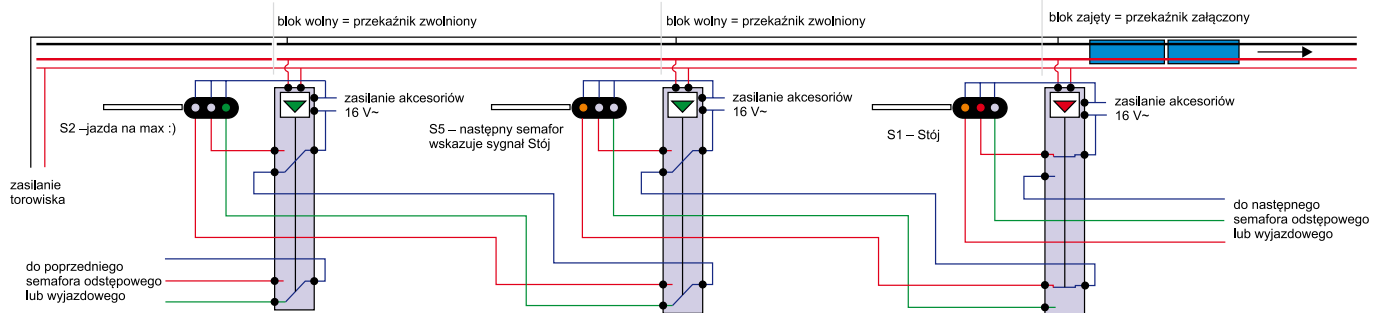 blok wolny = przekaźnik zwolniony
blok wolny = przekaźnik zwolniony
blok zajęty = przekaźnik załączony
zasilanie akcesoriów
16 V~
S2 –jazda na max :)
zasilanie akcesoriów
16 V~
S5 – następny semafor
wskazuje sygnał Stój
zasilanie akcesoriów
16 V~
S1 – Stój
zasilanie
torowiska
do następnego
semafora odstępowego
lub wyjazdowego
do poprzedniego
semafora odstępowego
lub wyjazdowego